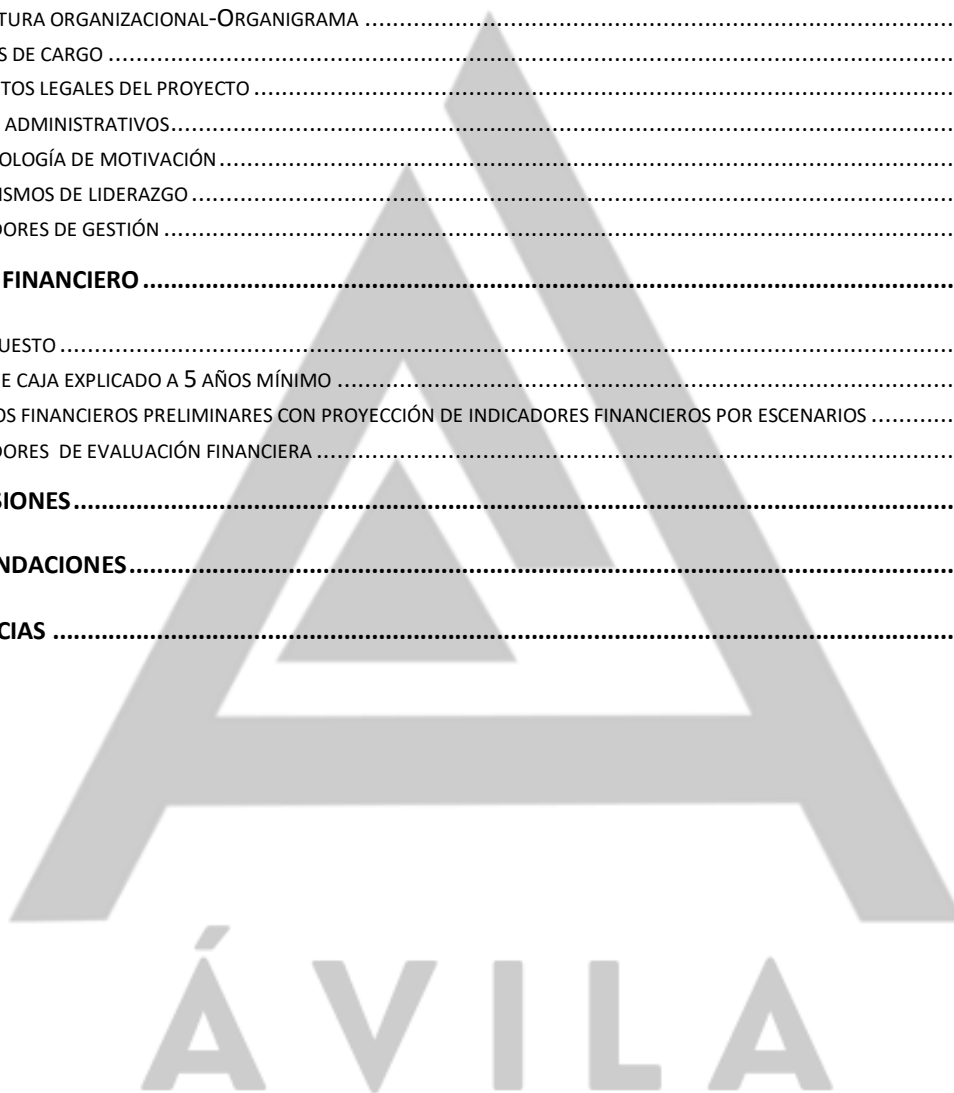 TURA ORGANIZACIONAL-ORGANIGRAMA ...............................................................
S DE CARGO ...............................................................
TOS LEGALES DEL PROYECTO ...............................................................
ADMINISTRATIVOS...............................................................
OLOGÍA DE MOTIVACIÓN ...............................................................
ISMOS DE LIDERAZGO ...............................................................
DORES DE GESTIÓN ...............................................................
FINANCIERO ...............................................................
UESTO ...............................................................
E CAJA EXPLICADO A 5 AÑOS MÍNIMO ...............................................................
OS FINANCIEROS PRELIMINARES CON PROYECCIÓN DE INDICADORES FINANCIEROS POR ESCENARIOS ............
DORES DE EVALUACIÓN FINANCIERA ...............................................................
SIONES...............................................................
NDACIONES...............................................................
CIAS ...............................................................
ÁVILA